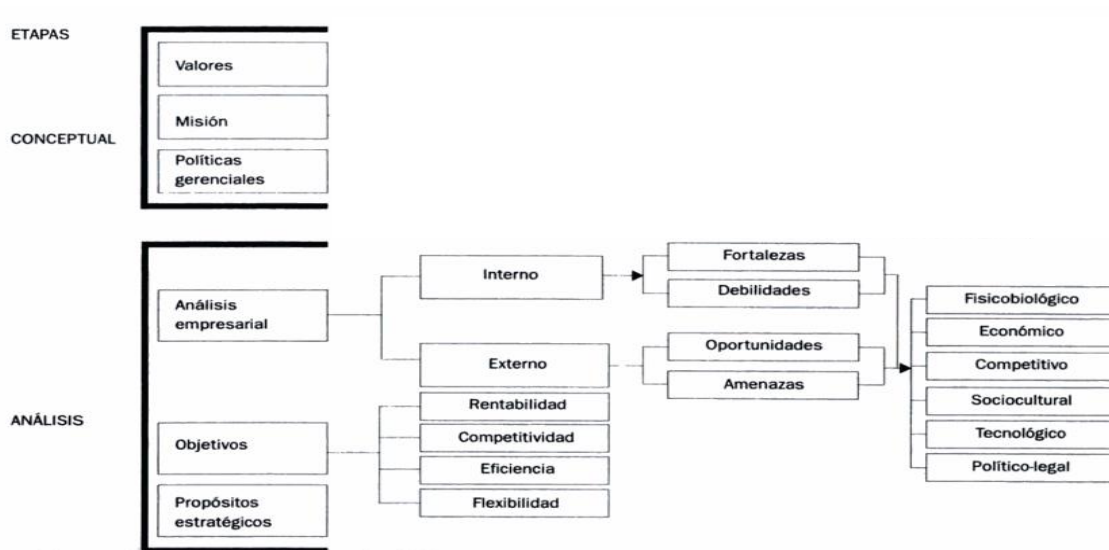 ETAPAS
Valores
Misión
CONCEPTUAL
Políticas
gerenciales
Análisis
empresarial
Interno
Externo
Fortalezas
Debilidades
Oportunidades
Amenazas
Fisicobiológico
Económico
Competitivo
Sociocultural
Tecnológico
Político-legal
ANÁLISIS
Objetivos
Rentabilidad
Competitividad
Eficiencia
Flexibilidad
Propósitos
estratégicos